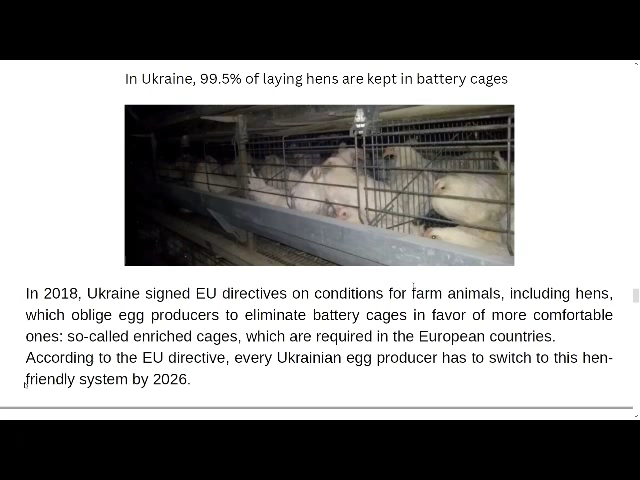 In Ukraine, 99.5% of laying hens are kept in battery cages
In 2018, Ukraine signed EU directives on conditions for farm animals, including hens,
which oblige egg producers to eliminate battery cages in favor of more comfortable
ones: so-called enriched cages, which are required in the European countries.
According to the EU directive, every Ukrainian egg producer has to switch to this hen-
friendly system by 2026.